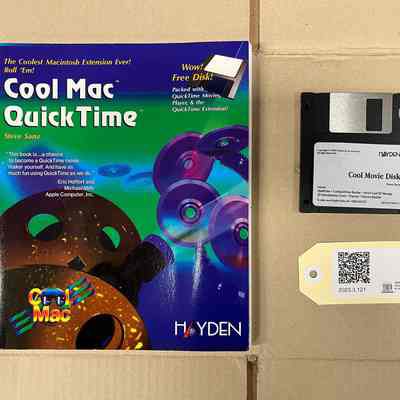 The Coolest Macintosh Extension Ever!
Roll 'Em!
Wow!
Free Disk!
Packed with
QuickTime Movies,
Player, & the
QuickTime Extension!
Cool Mac™
QuickTime™
Steve Sanz
"This book is...a chance
to become a QuickTime movie
maker yourself. And have as
much fun using QuickTime as we do."
Eric Hoffert and
Michael Mills
Apple Computer, Inc.
Cool
Mac
HAYDEN
HAYDEN
Cool Movie Disk
2023.3.121